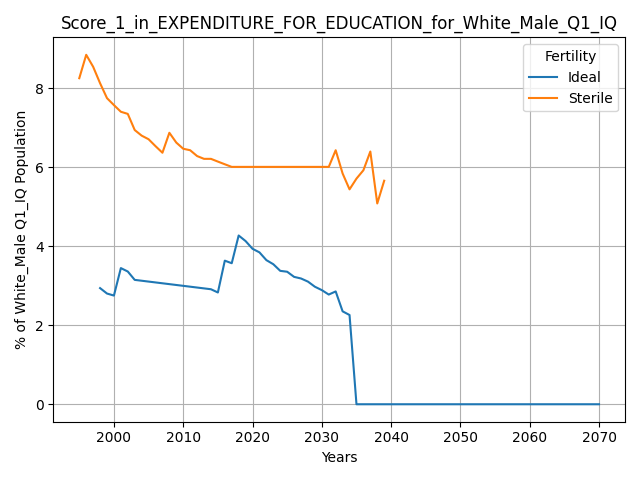 Score_1_in_EXPENDITURE_FOR_EDUCATION_for_White_Male_Q1_IQ
Fertility
Ideal
Sterile
% of White_Male Q1_IQ Population
8
6
4
2
0
2000 2010 2020 2030 2040 2050 2060 2070
Years